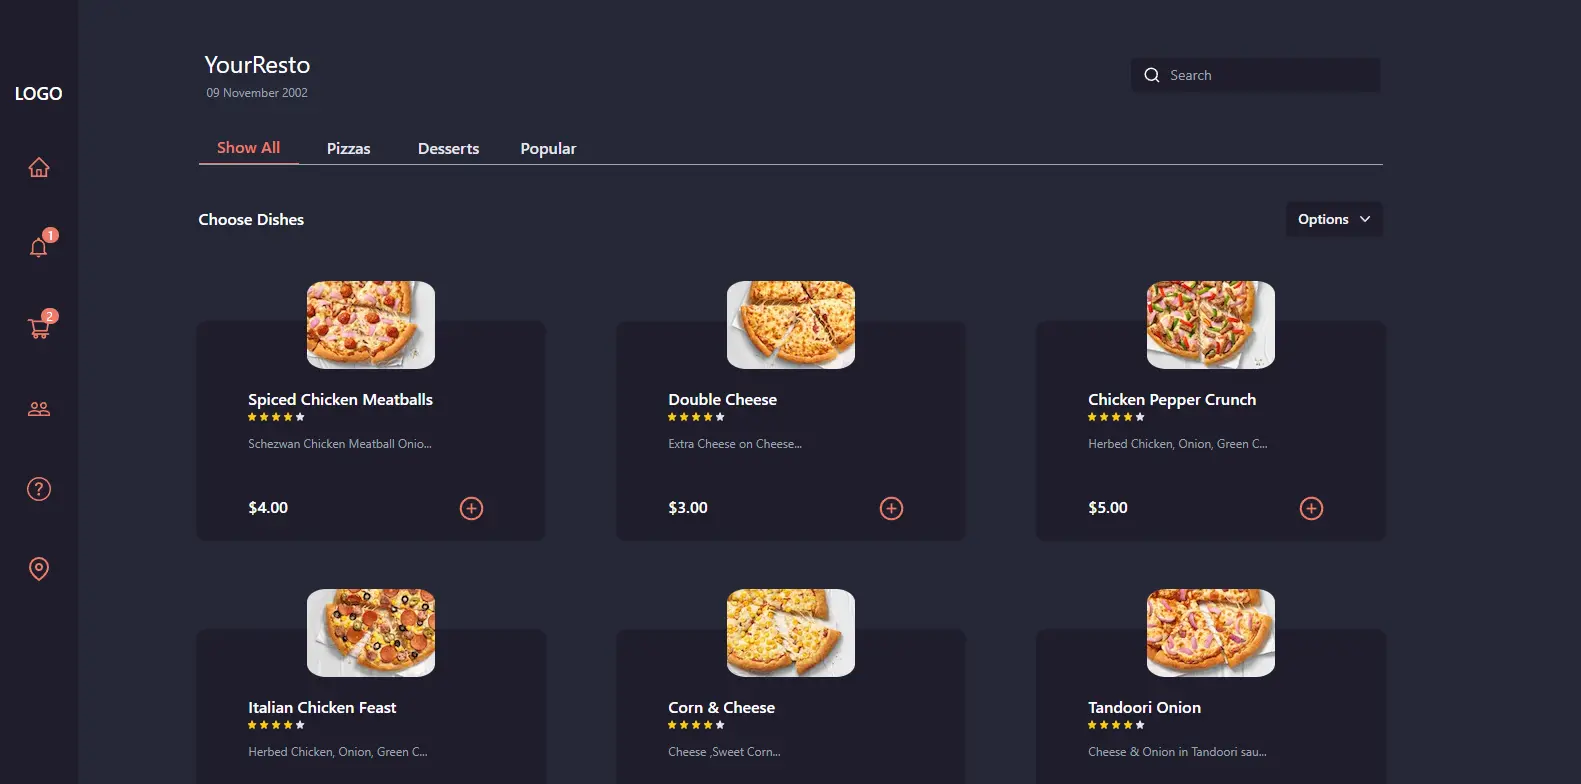 LOGO
1
2
?
YourResto
09 November 2002
Search
Show All Pizzas Desserts Popular
Choose Dishes
Options
Spiced Chicken Meatballs
Schezwan Chicken Meatball Onio...
$4.00
Double Cheese
Extra Cheese on Cheese...
$3.00
Chicken Pepper Crunch
Herbed Chicken, Onion, Green C...
$5.00
Italian Chicken Feast
Herbed Chicken, Onion, Green C...
Corn & Cheese
Cheese ,Sweet Corn...
Tandoori Onion
Cheese & Onion in Tandoori sau...